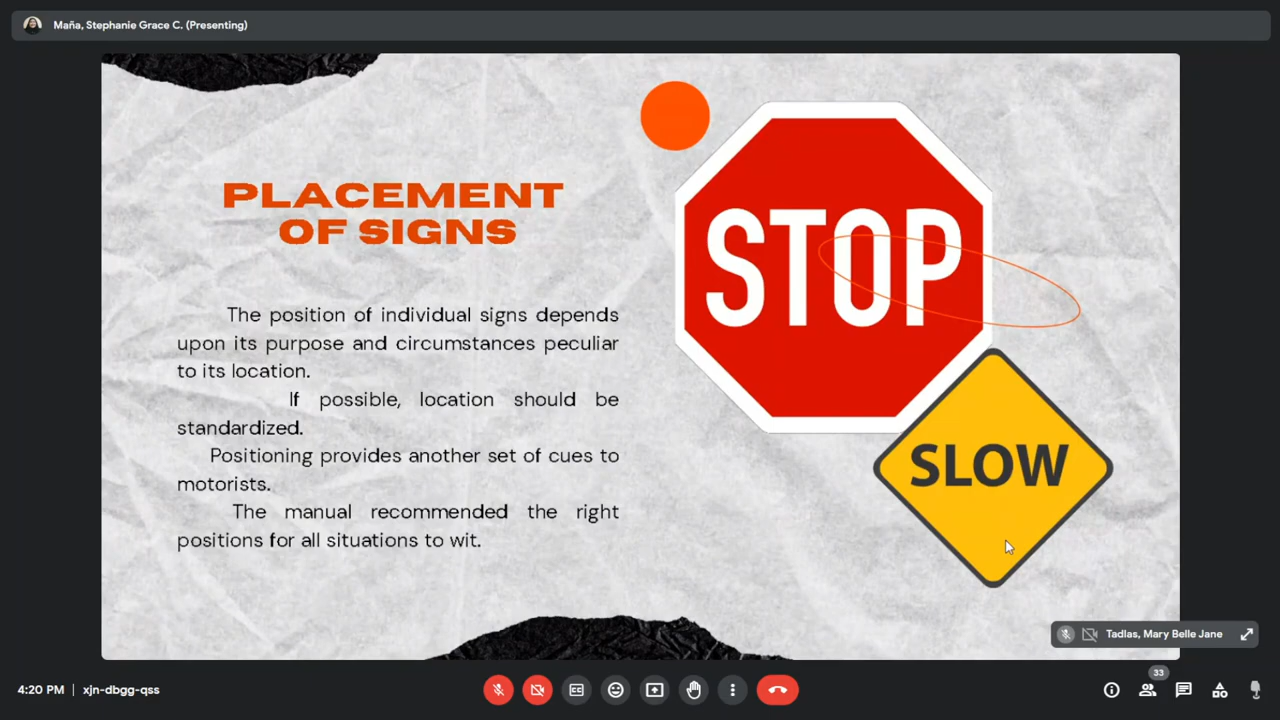 Maña, Stephanie Grace C. (Presenting)
PLACEMENT
OF SIGNS
The position of individual signs depends
upon its purpose and circumstances peculiar
to its location.
If possible, location should be
standardized.
Positioning provides another set of cues to
motorists.
The manual recommended the right
positions for all situations to wit.
STOP
SLOW
Tadlas, Mary Belle Jane
4:20 PM | xjn-dbgg-qss
CC
33